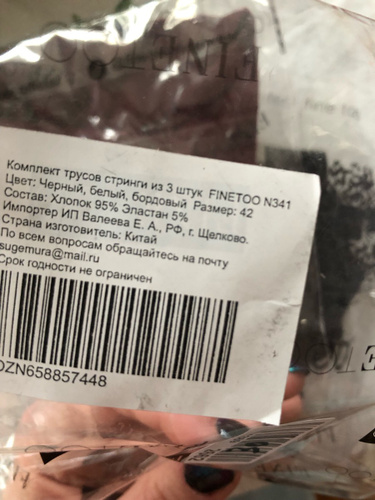 FINETOO
Комплект трусов стринги из 3 штук FINETOO N341
Цвет: Черный, белый, бордовый Размер: 42
Состав: Хлопок 95% Эластан 5%
Импортер ИП Валеева Е. А., РФ, г. Щелково.
Страна изготовитель: Китай
По всем вопросам обращайтесь на почту
sugemura@mail.ru
Срок годности не ограничен
OZN658857448